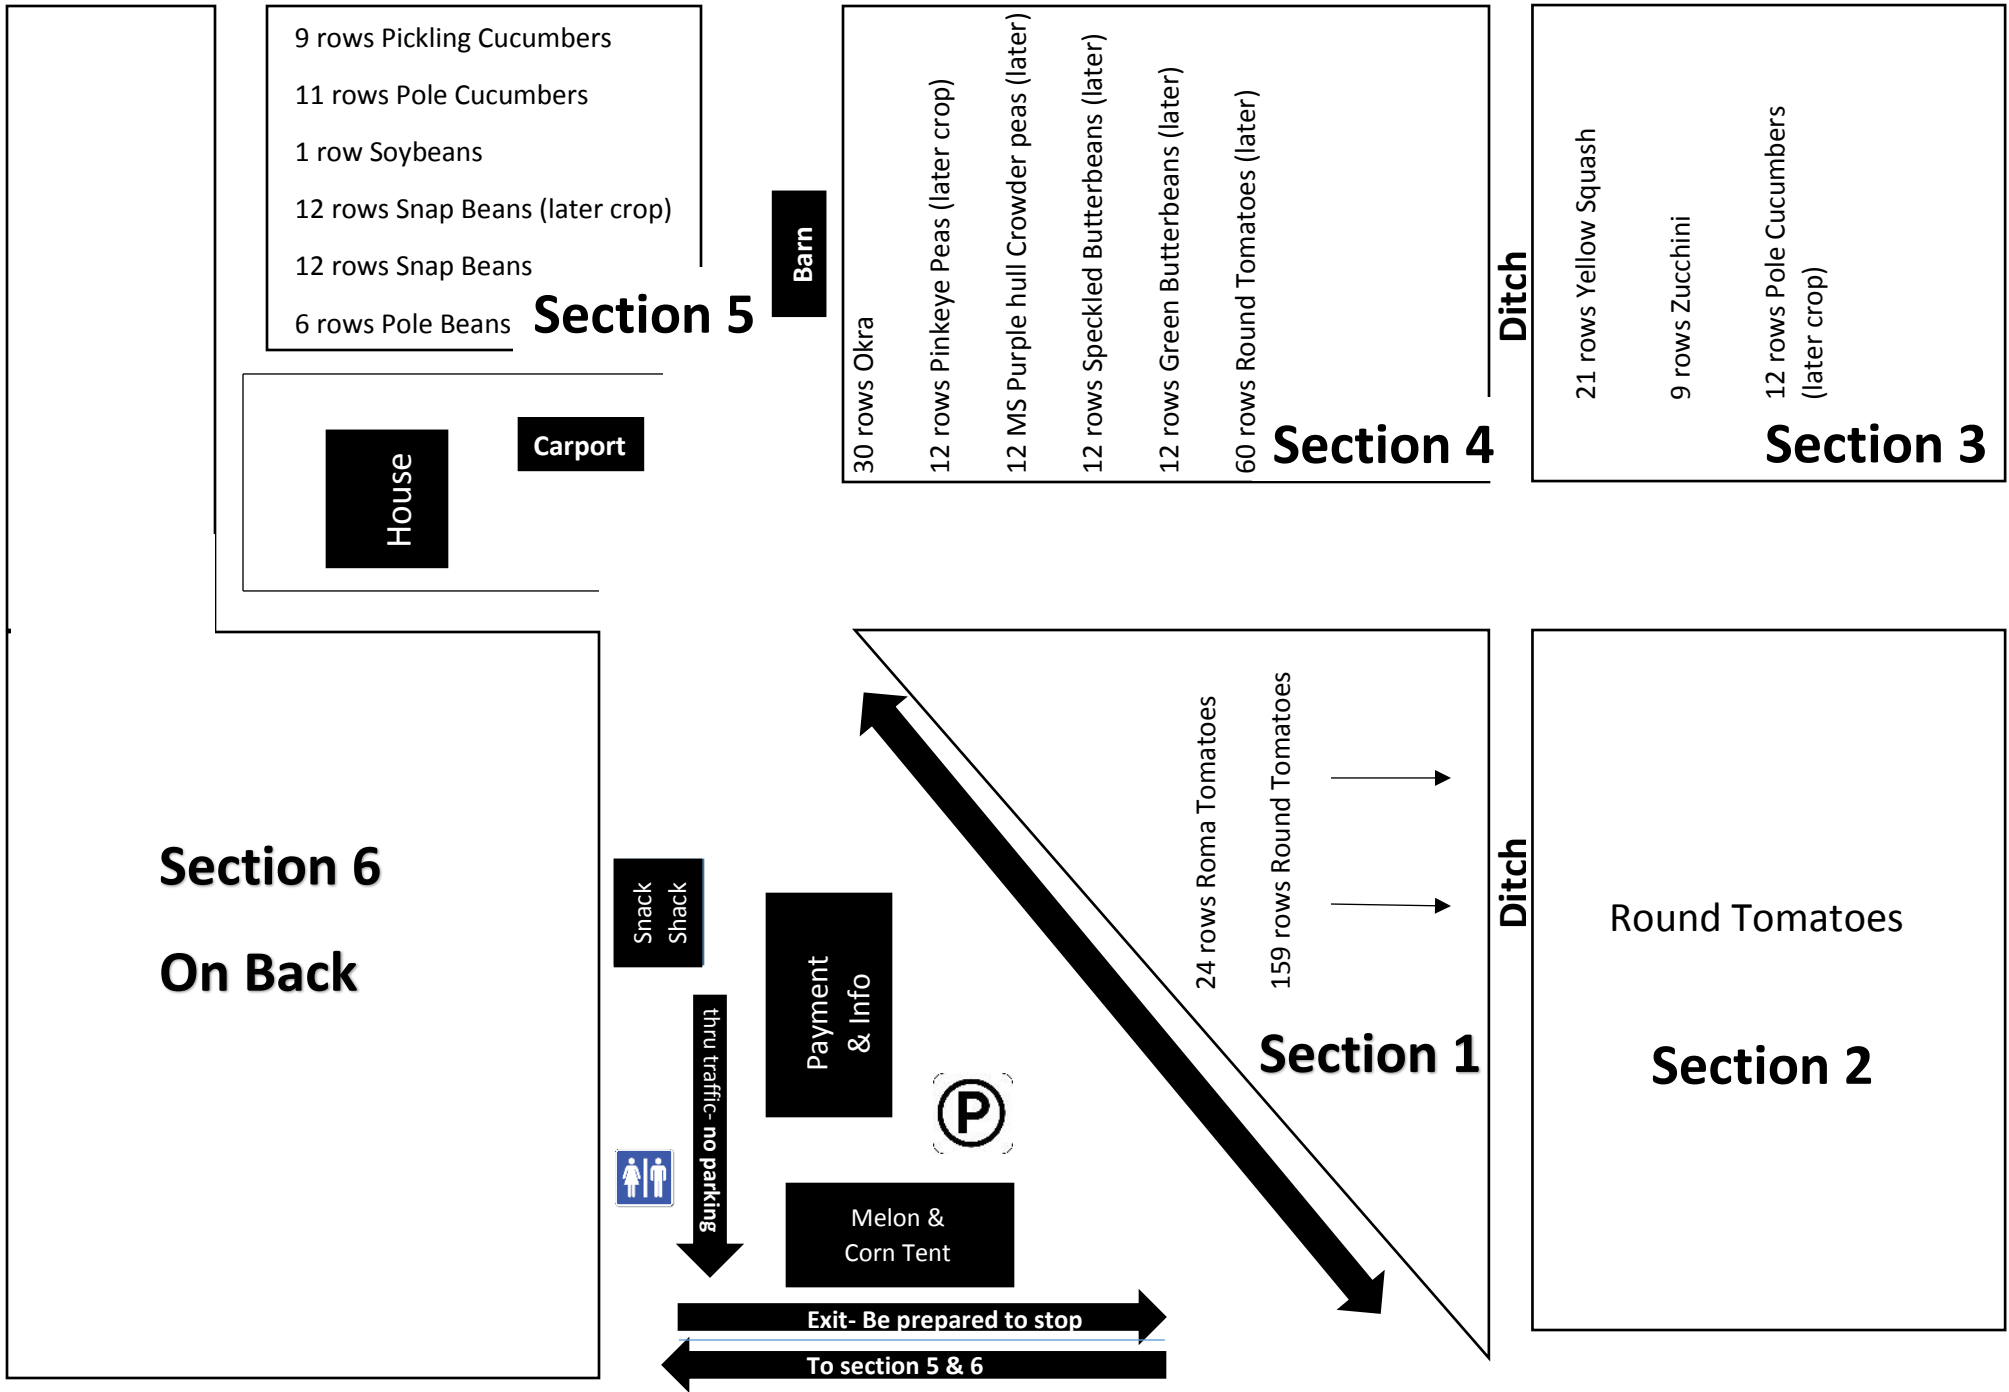 9 rows Pickling Cucumbers
11 rows Pole Cucumbers
1 row Soybeans
12 rows Snap Beans (later crop)
12 rows Snap Beans
6 rows Pole Beans
Section 5
Barn
30 rows Okra
12 rows Pinkeye Peas (later crop)
12 MS Purple hull Crowder peas (later)
12 rows Speckled Butterbeans (later)
12 rows Green Butterbeans (later)
60 rows Round Tomatoes (later)
Section 4
Ditch
21 rows Yellow Squash
9 rows Zucchini
12 rows Pole Cucumbers
(later crop)
Section 3
House
Carport
Section 6
On Back
Snack
Shack
Payment
& Info
thru traffic- no parking
P
Melon &
Corn Tent
Exit- Be prepared to stop
To section 5 & 6
24 rows Roma Tomatoes
159 rows Round Tomatoes
Section 1
Ditch
Round Tomatoes
Section 2